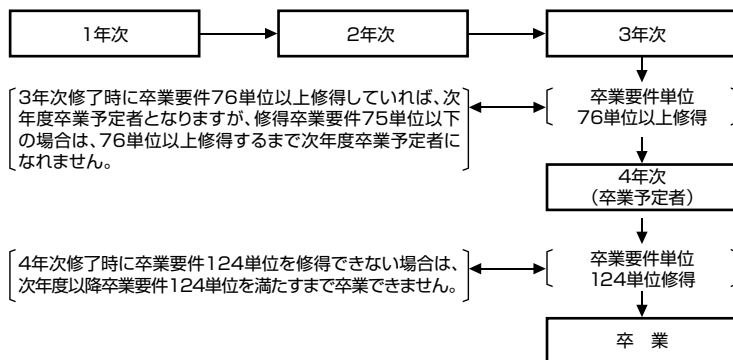 1年次
2年次
3年次
3年次修了時に卒業要件76単位以上修得していれば、次
年度卒業予定者となりますが、修得卒業要件75単位以下
の場合は、76単位以上修得するまで次年度卒業予定者に
なれません。
卒業要件単位
76単位以上修得
4年次
（卒業予定者）
4年次修了時に卒業要件124単位を修得できない場合は、
次年度以降卒業要件124単位を満たすまで卒業できません。
卒業要件単位
124単位修得
卒　業